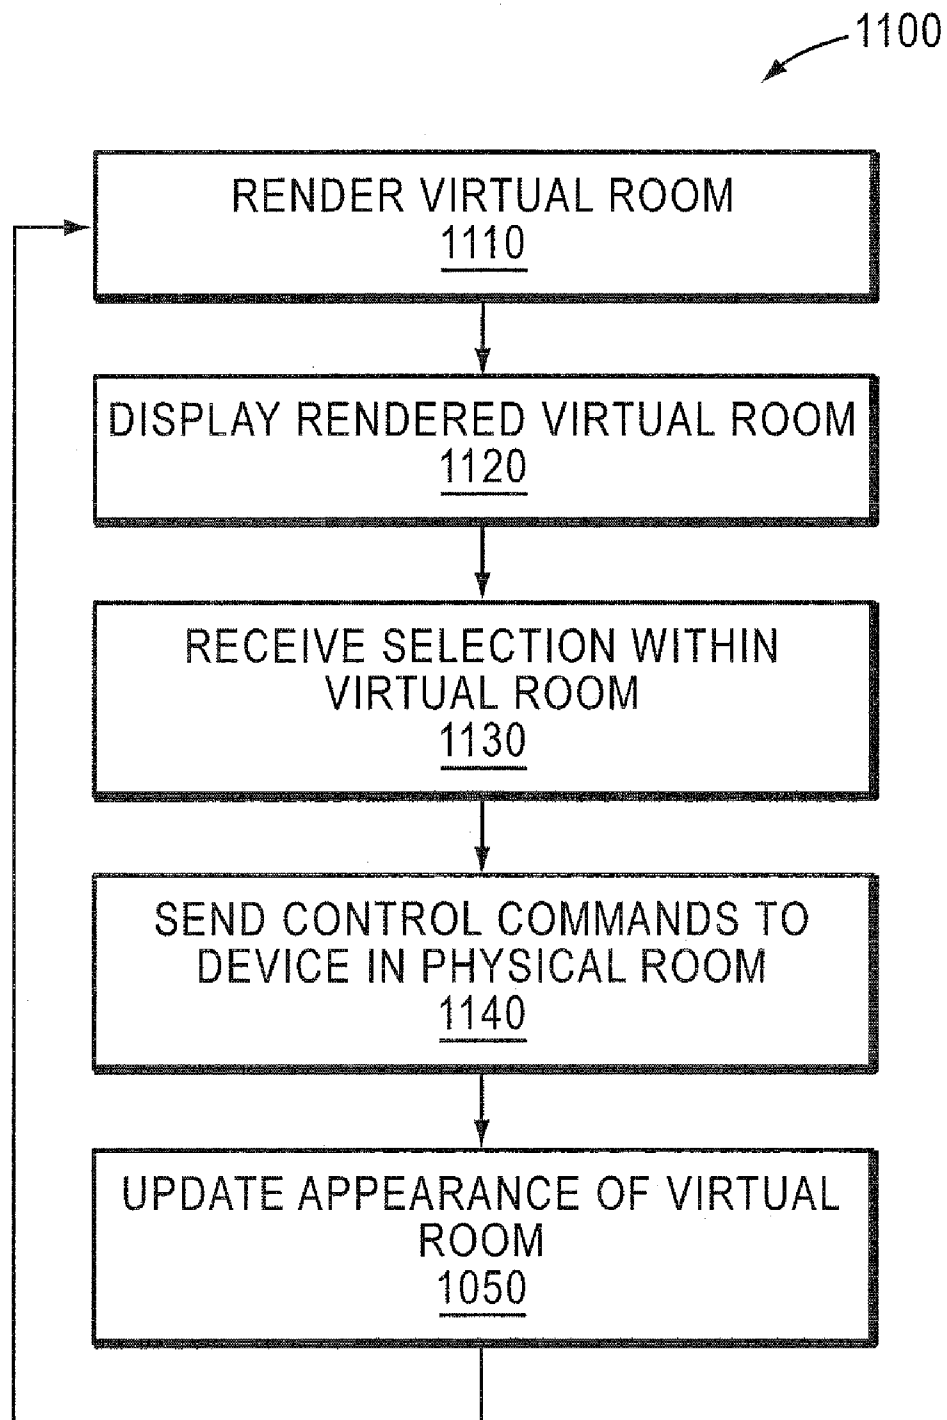 1100
RENDER VIRTUAL ROOM
1110
DISPLAY RENDERED VIRTUAL ROOM
1120
RECEIVE SELECTION WITHIN
VIRTUAL ROOM
1130
SEND CONTROL COMMANDS TO
DEVICE IN PHYSICAL ROOM
1140
UPDATE APPEARANCE OF VIRTUAL
ROOM
1050